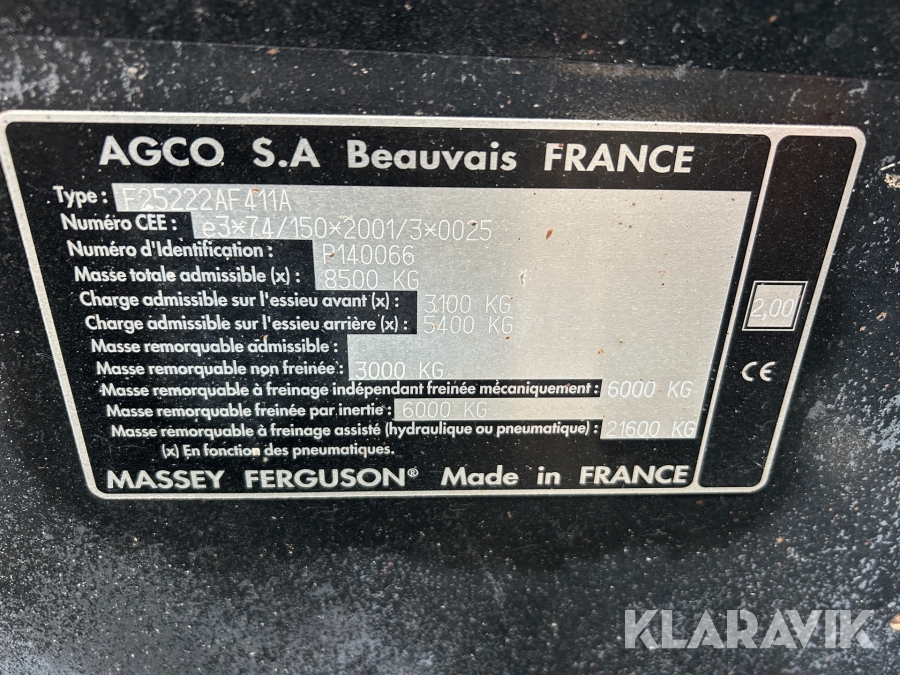 AGCO S.A Beauvais FRANCE
Type : F25222AF411A
Numéro CEE : e3*74/150*2001/3*0025
Numéro d'Identification : P140066
Masse totale admissible (x) : 8500 KG
Charge admissible sur l'essieu avant (x) : 3100 KG
Charge admissible sur l'essieu arrière (x) : 5400 KG
Masse remorquable admissible :
Masse remorquable non freinée : 3000 KG
Masse remorquable à freinage indépendant freinée mécaniquement : 6000 KG
Masse remorquable freinée par inertie : 6000 KG
Masse remorquable à freinage assisté (hydraulique ou pneumatique) : 21600 KG
(x) En fonction des pneumatiques.
MASSEY FERGUSON® Made in FRANCE
2,00
CE
KLARAVIK